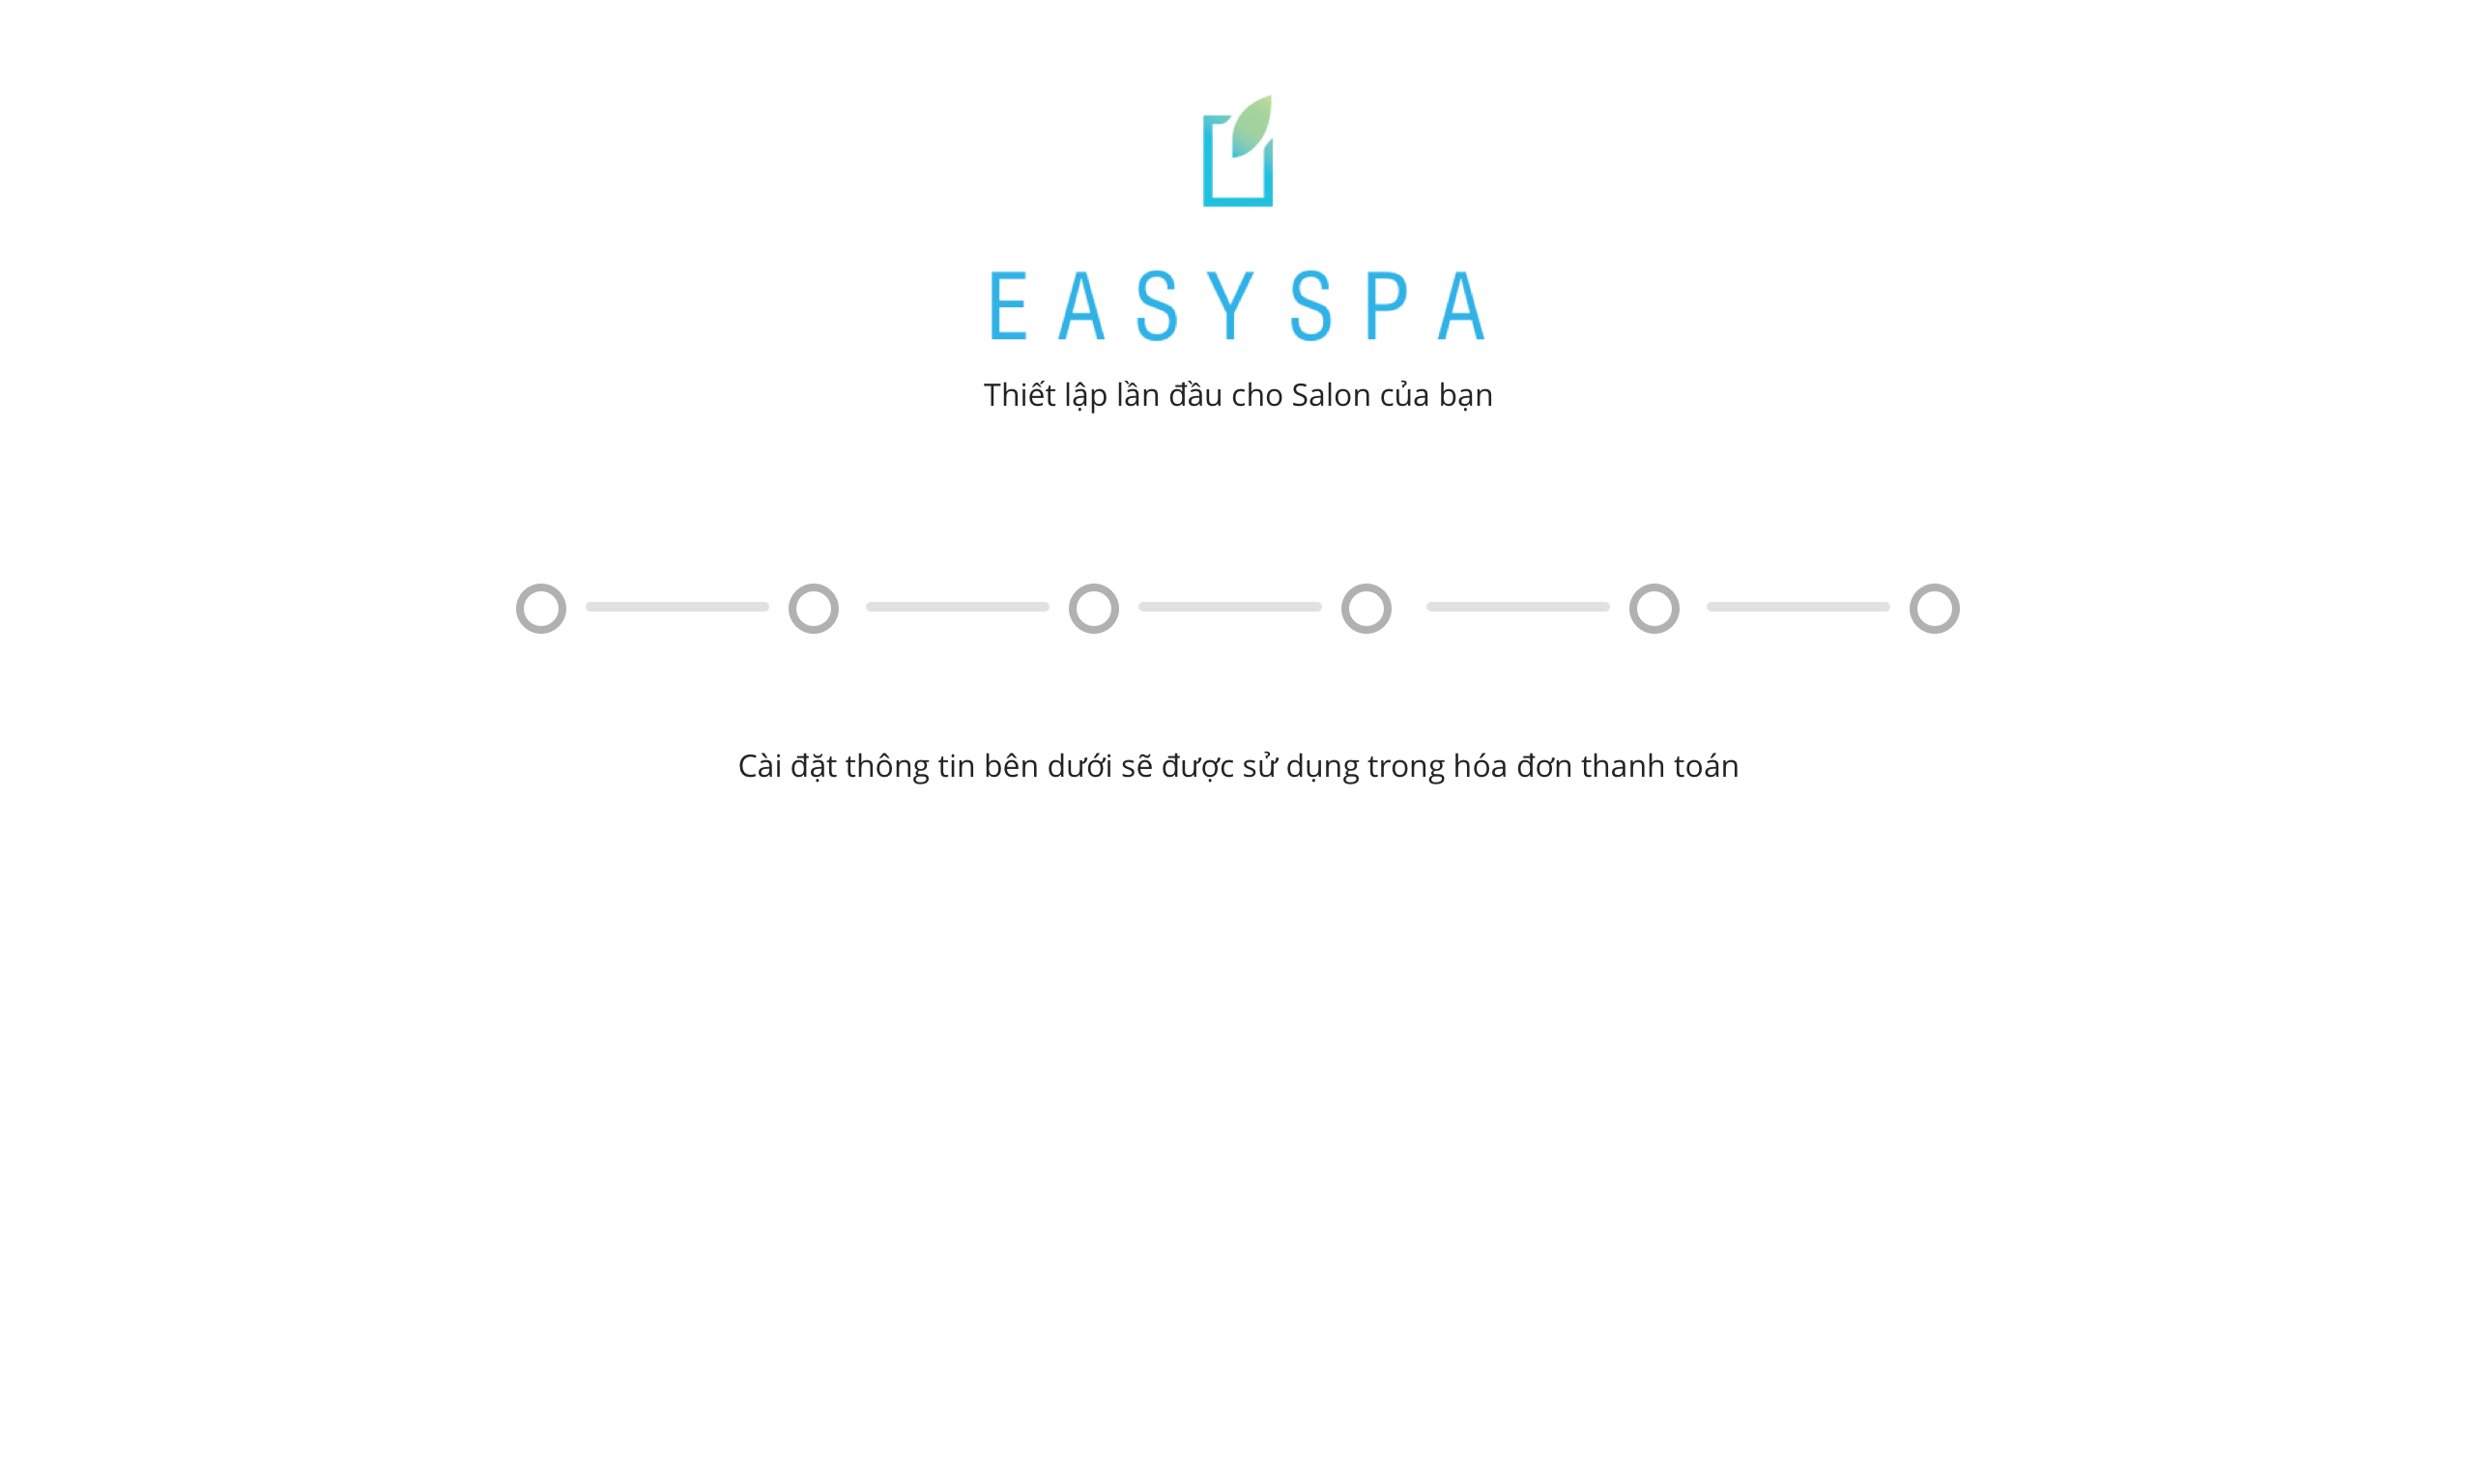 EASYSPA
Thiết lập lần đầu cho Salon của bạn
Cài đặt thông tin bên dưới sẽ được sử dụng trong hóa đơn thanh toán